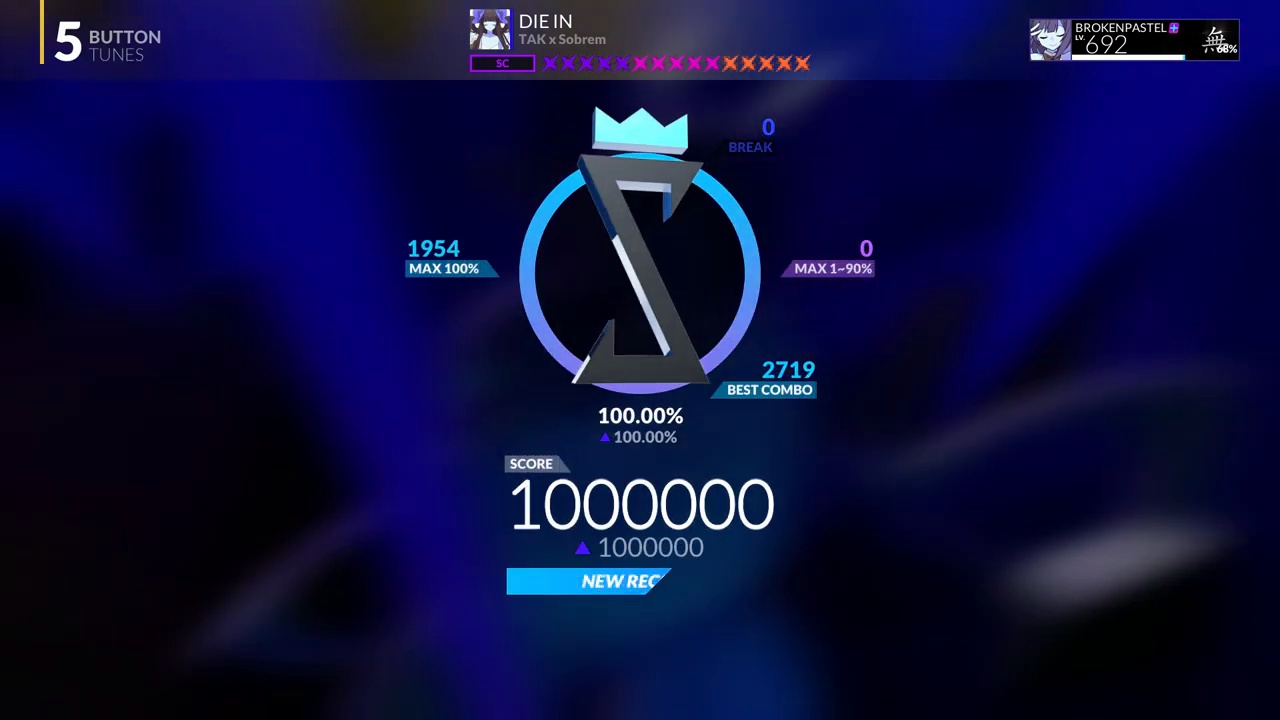 5 BUTTON
TUNES
DIE IN
TAK x Sobrem
SC
BROKENPASTEL
LV. 692
無
68%
0
BREAK
1954
MAX 100%
0
MAX 1~90%
2719
BEST COMBO
100.00%
100.00%
SCORE
1000000
1000000
NEW REC